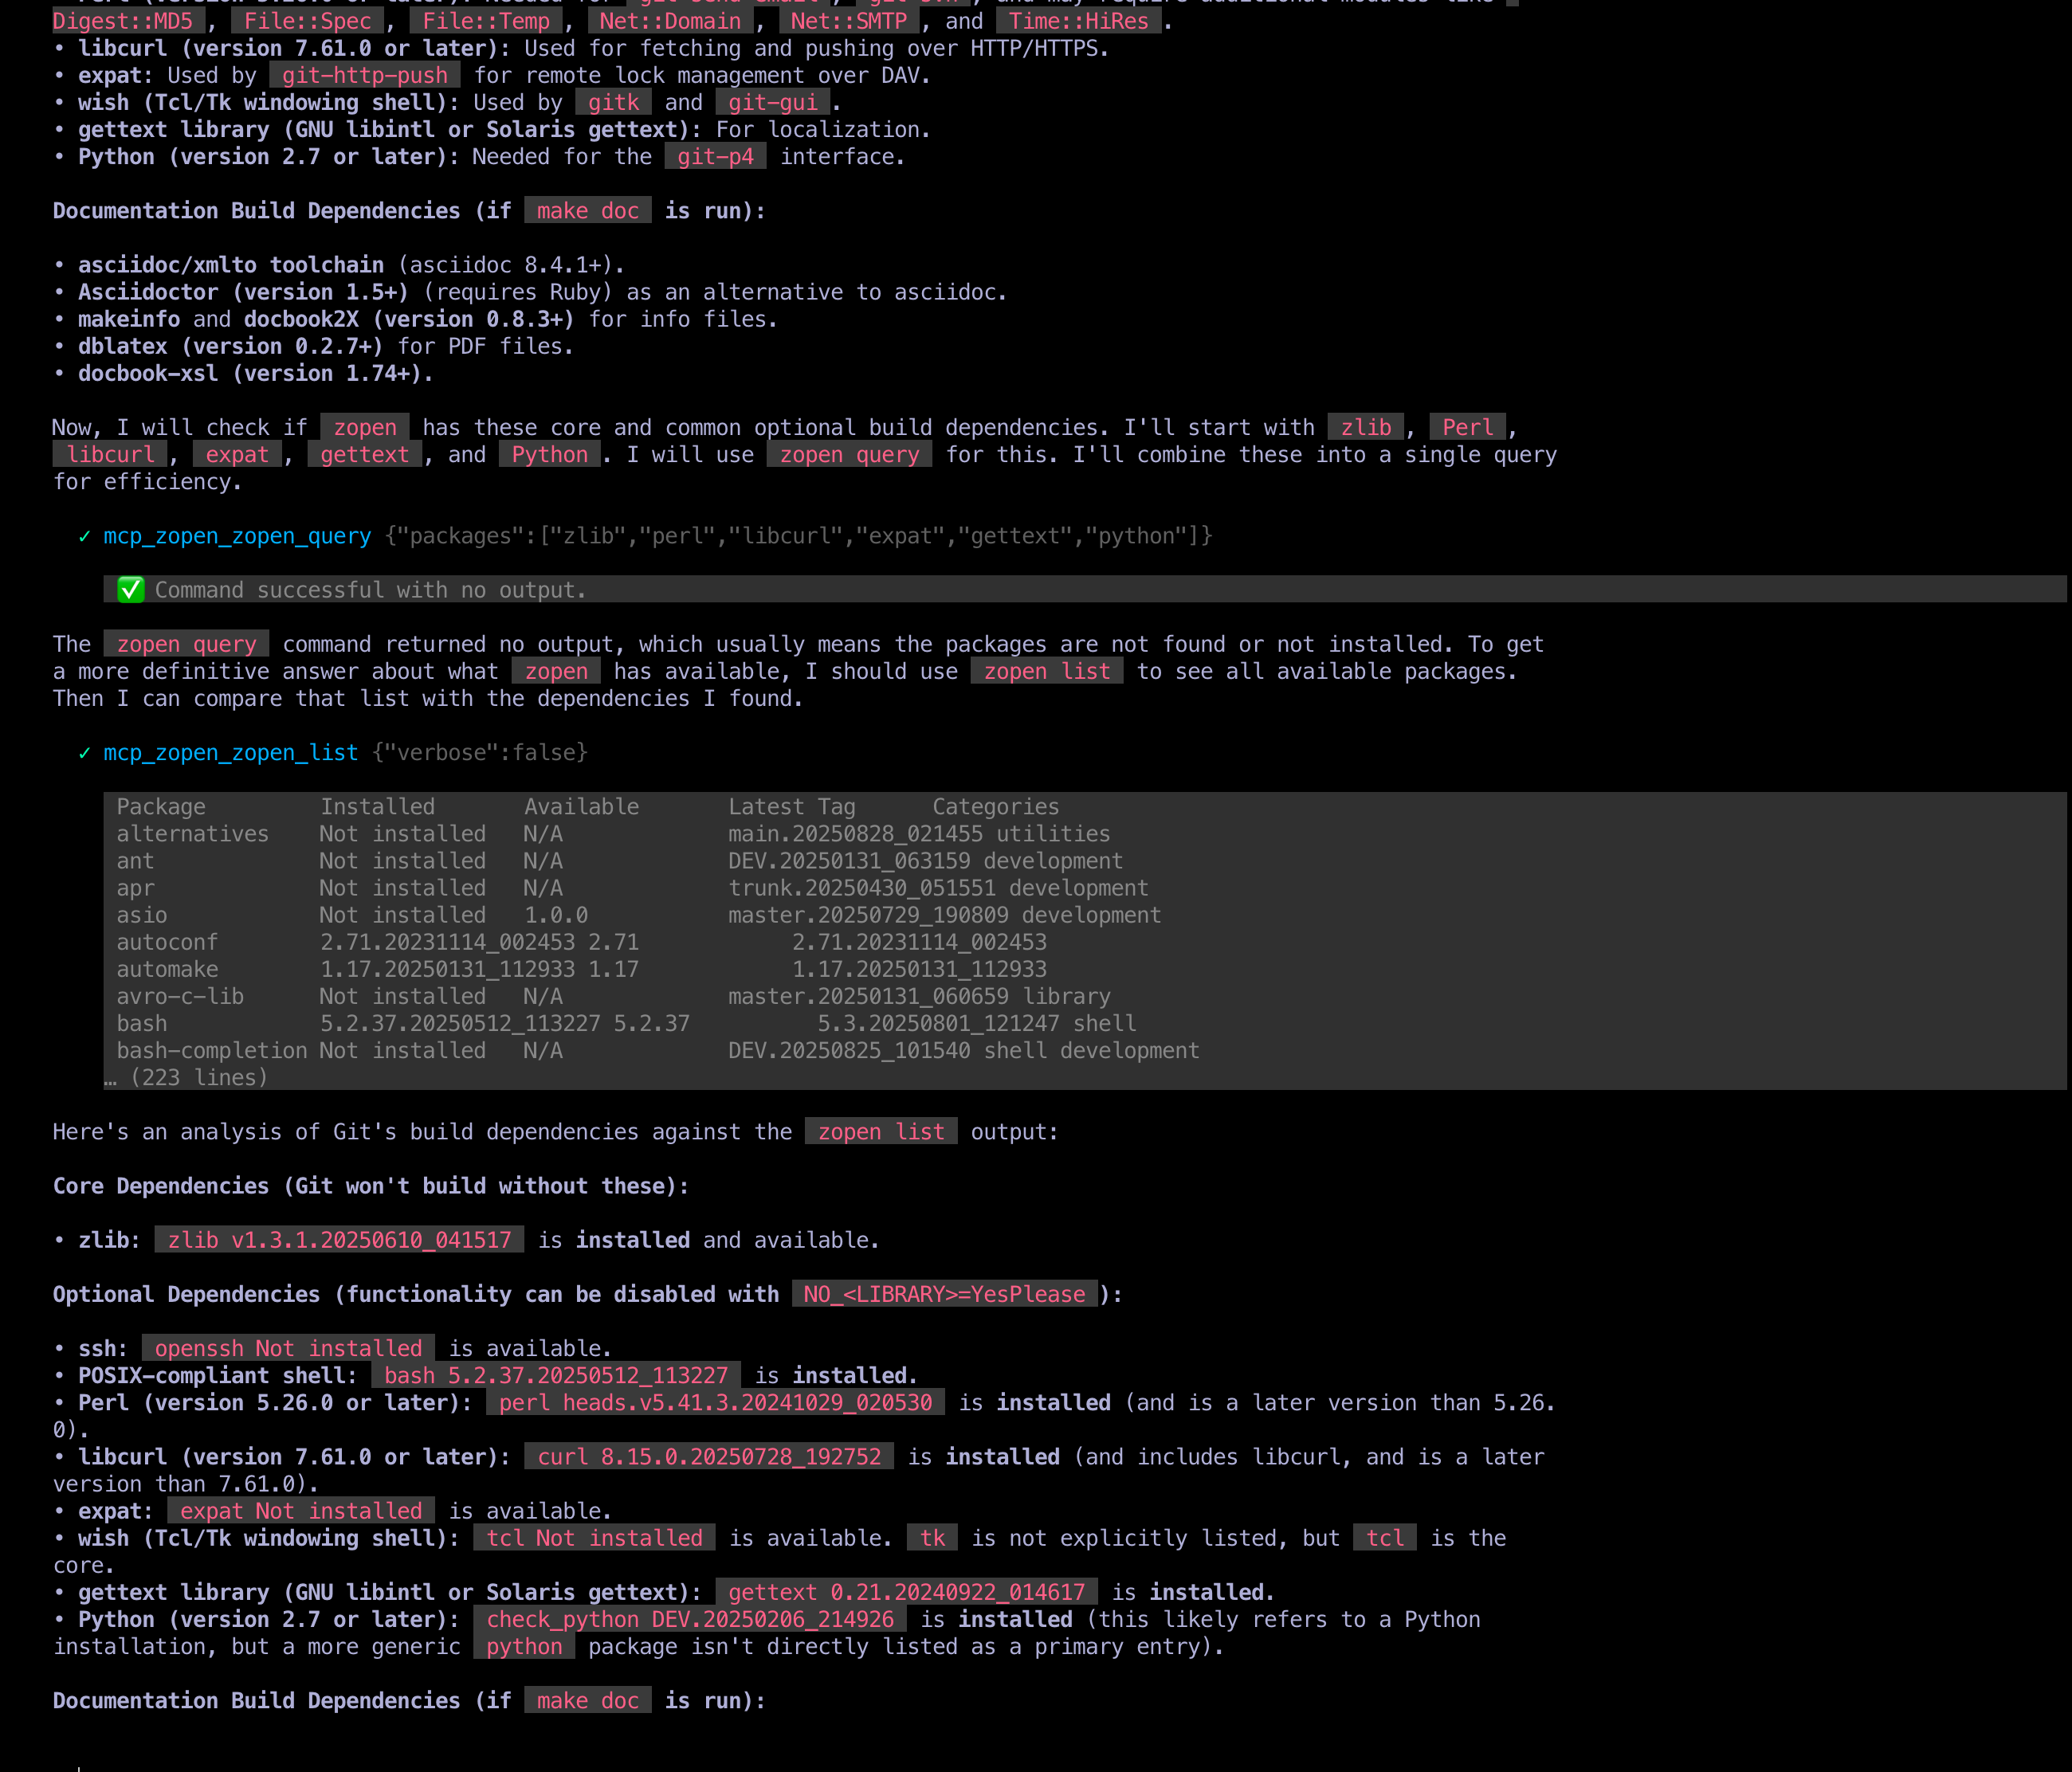 Digest::MD5 , File::Spec , File::Temp , Net::Domain , Net::SMTP , and Time::HiRes .
• libcurl (version 7.61.0 or later): Used for fetching and pushing over HTTP/HTTPS.
• expat: Used by git-http-push for remote lock management over DAV.
• wish (Tcl/Tk windowing shell): Used by gitk and git-gui .
• gettext library (GNU libintl or Solaris gettext): For localization.
• Python (version 2.7 or later): Needed for the git-p4 interface.
Documentation Build Dependencies (if make doc is run):
• asciidoc/xmlto toolchain (asciidoc 8.4.1+).
• Asciidoctor (version 1.5+) (requires Ruby) as an alternative to asciidoc.
• makeinfo and docbook2X (version 0.8.3+) for info files.
• dblatex (version 0.2.7+) for PDF files.
• docbook-xsl (version 1.74+).
Now, I will check if zopen has these core and common optional build dependencies. I'll start with zlib , Perl ,
libcurl , expat , gettext , and Python . I will use zopen query for this. I'll combine these into a single query
for efficiency.
✓ mcp_zopen_zopen_query {"packages":["zlib","perl","libcurl","expat","gettext","python"]}
✅ Command successful with no output.
The zopen query command returned no output, which usually means the packages are not found or not installed. To get
a more definitive answer about what zopen has available, I should use zopen list to see all available packages.
Then I can compare that list with the dependencies I found.
✓ mcp_zopen_zopen_list {"verbose":false}
Package Installed Available Latest Tag Categories
alternatives Not installed N/A main.20250828_021455 utilities
ant Not installed N/A DEV.20250131_063159 development
apr Not installed N/A trunk.20250430_051551 development
asio Not installed 1.0.0 master.20250729_190809 development
autoconf 2.71.20231114_002453 2.71 2.71.20231114_002453
automake 1.17.20250131_112933 1.17 1.17.20250131_112933
avro-c-lib Not installed N/A master.20250131_060659 library
bash 5.2.37.20250512_113227 5.2.37 5.3.20250801_121247 shell
bash-completion Not installed N/A DEV.20250825_101540 shell development
… (223 lines)
Here's an analysis of Git's build dependencies against the zopen list output:
Core Dependencies (Git won't build without these):
• zlib: zlib v1.3.1.20250610_041517 is installed and available.
Optional Dependencies (functionality can be disabled with NO_<LIBRARY>=YesPlease ):
• ssh: openssh Not installed is available.
• POSIX-compliant shell: bash 5.2.37.20250512_113227 is installed.
• Perl (version 5.26.0 or later): perl heads.v5.41.3.20241029_020530 is installed (and is a later version than 5.26.
0).
• libcurl (version 7.61.0 or later): curl 8.15.0.20250728_192752 is installed (and includes libcurl, and is a later
version than 7.61.0).
• expat: expat Not installed is available.
• wish (Tcl/Tk windowing shell): tcl Not installed is available. tk is not explicitly listed, but tcl is the
core.
• gettext library (GNU libintl or Solaris gettext): gettext 0.21.20240922_014617 is installed.
• Python (version 2.7 or later): check_python DEV.20250206_214926 is installed (this likely refers to a Python
installation, but a more generic python package isn't directly listed as a primary entry).
Documentation Build Dependencies (if make doc is run):